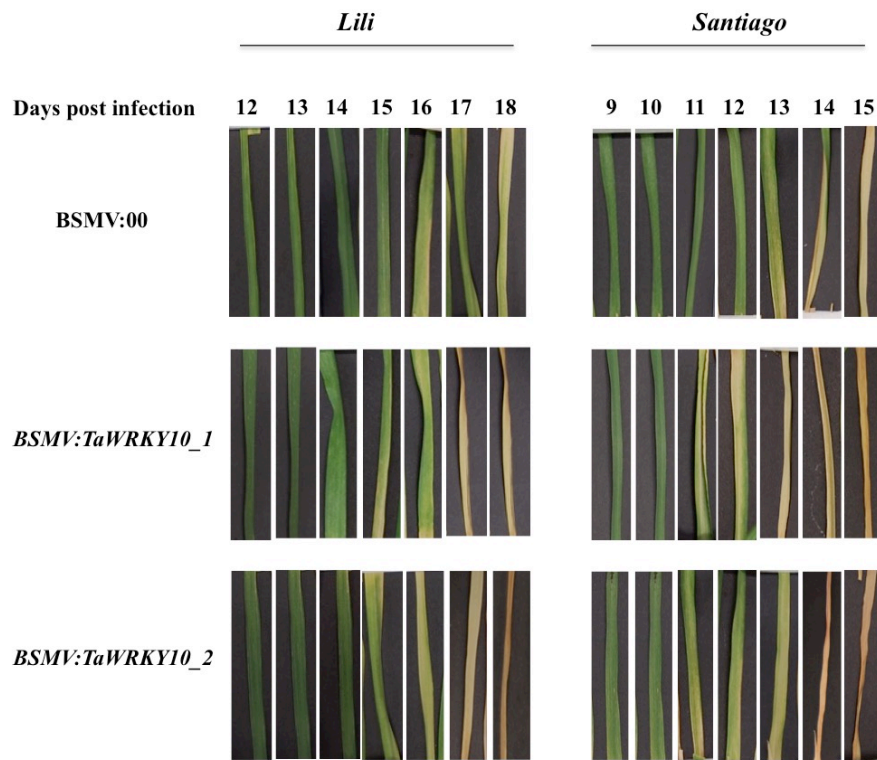 Lili Santiago
Days post infection 12 13 14 15 16 17 18 9 10 11 12 13 14 15
BSMV:00
BSMV:TaWRKY10_1
BSMV:TaWRKY10_2